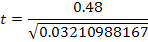 t = 0.48 / √0.03210988167